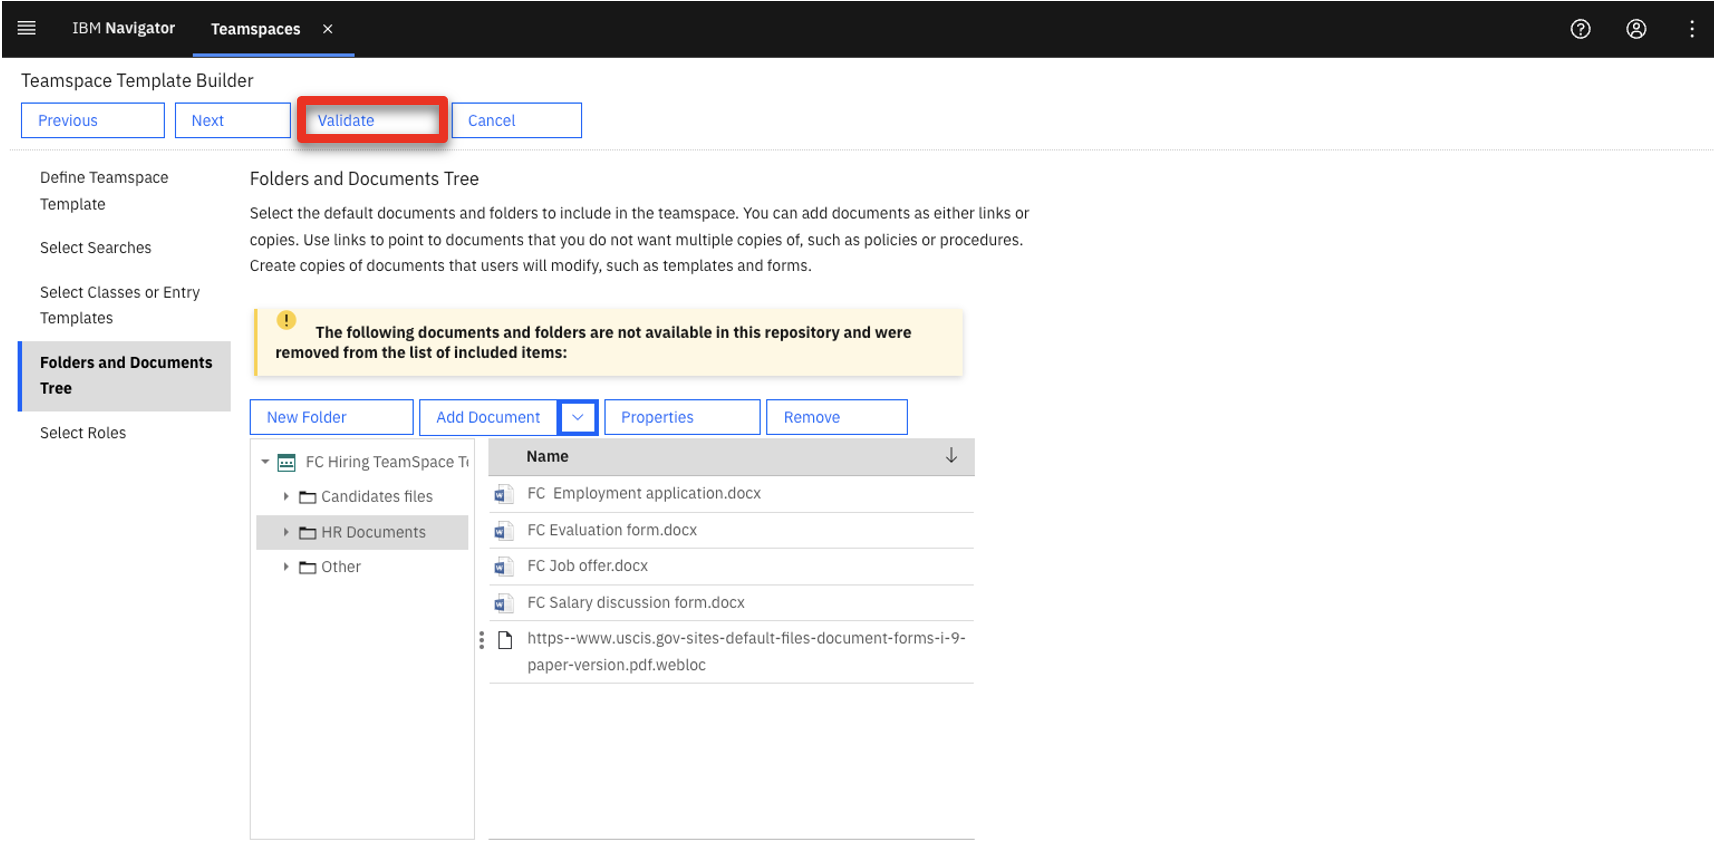 IBM Navigator
Teamspaces
Teamspace Template Builder
Previous
Next
Validate
Cancel
Define Teamspace
Template
Select Searches
Select Classes or Entry
Templates
Folders and Documents
Tree
Select Roles
Folders and Documents Tree
Select the default documents and folders to include in the teamspace. You can add documents as either links or
copies. Use links to point to documents that you do not want multiple copies of, such as policies or procedures.
Create copies of documents that users will modify, such as templates and forms.
The following documents and folders are not available in this repository and were
removed from the list of included items:
New Folder
Add Document
Properties
Remove
FC Hiring TeamSpace Te
Candidates files
HR Documents
Other
Name
FC  Employment application.docx
FC Evaluation form.docx
FC Job offer.docx
FC Salary discussion form.docx
https--www.uscis.gov-sites-default-files-document-forms-i-9-
paper-version.pdf.webloc